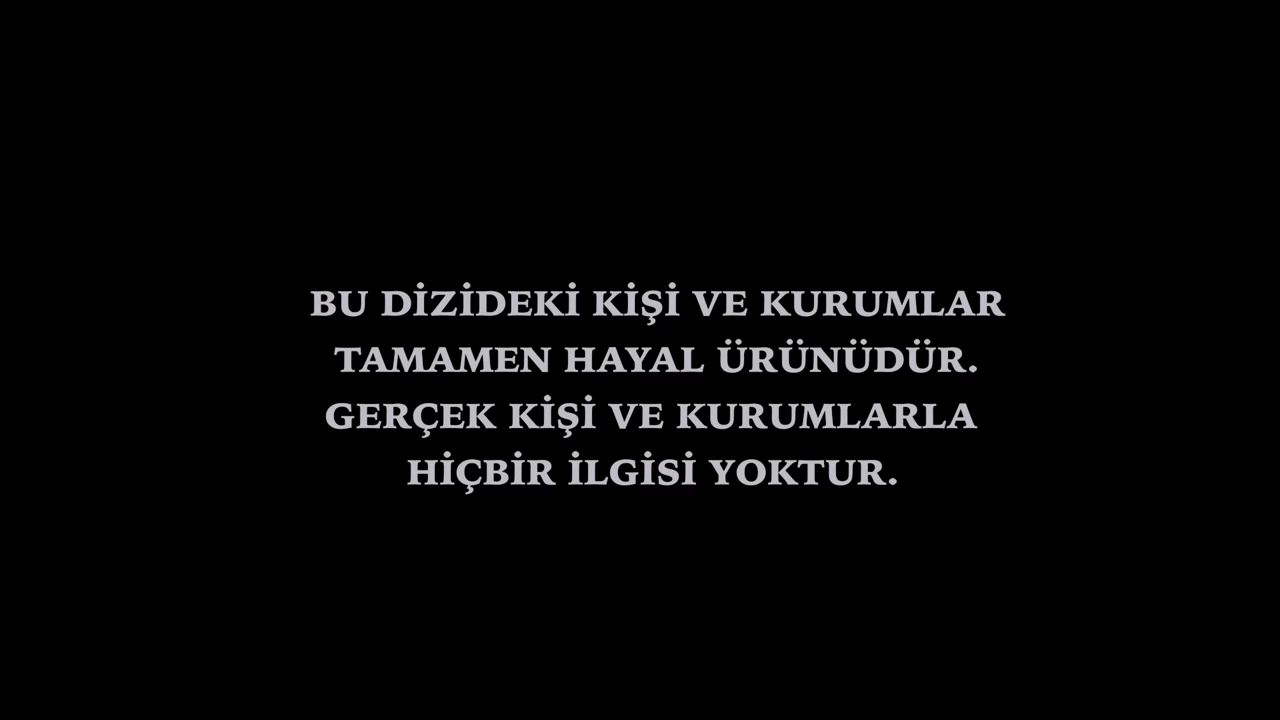 BU DİZİDEKİ KİŞİ VE KURUMLAR
TAMAMEN HAYAL ÜRÜNÜDÜR.
GERÇEK KİŞİ VE KURUMLARLA
HİÇBİR İLGİSİ YOKTUR.